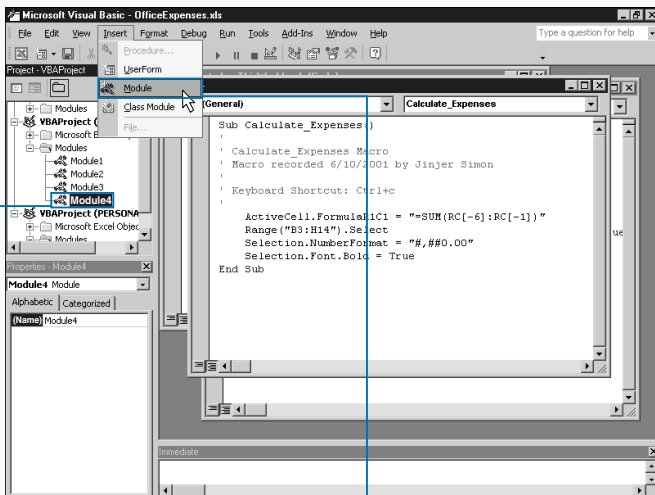 Microsoft Visual Basic - OfficeExpenses.xls
File Edit View Insert Format Debug Run Tools Add-Ins Window Help
Type a question for help
Procedure...
UserForm
Module
Class Module
File...
Project - VBAProject
Modules
VBAProject (
Microsoft E
Modules
Module1
Module2
Module3
Module4
VBAProject (PERSONA
Microsoft Excel Objec
Modules
Properties - Module4
Module4 Module
Alphabetic Categorized
(Name) Module4
(General)
Calculate_Expenses
Sub Calculate_Expenses()
'
' Calculate_Expenses Macro
' Macro recorded 6/10/2001 by Jinjer Simon
'
' Keyboard Shortcut: Ctrl+c
'
ActiveCell.FormulaR1C1 = "=SUM(RC[-6]:RC[-1])"
Range("B3:H14").Select
Selection.NumberFormat = "#,##0.00"
Selection.Font.Bold = True
End Sub
ue
Immediate